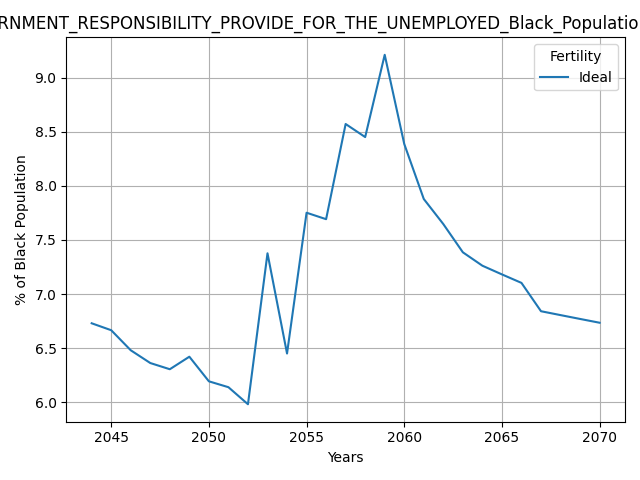 RNMENT_RESPONSIBILITY_PROVIDE_FOR_THE_UNEMPLOYED_Black_Populatio
Fertility
Ideal
% of Black Population
9.0
8.5
8.0
7.5
7.0
6.5
6.0
2045 2050 2055 2060 2065 2070
Years